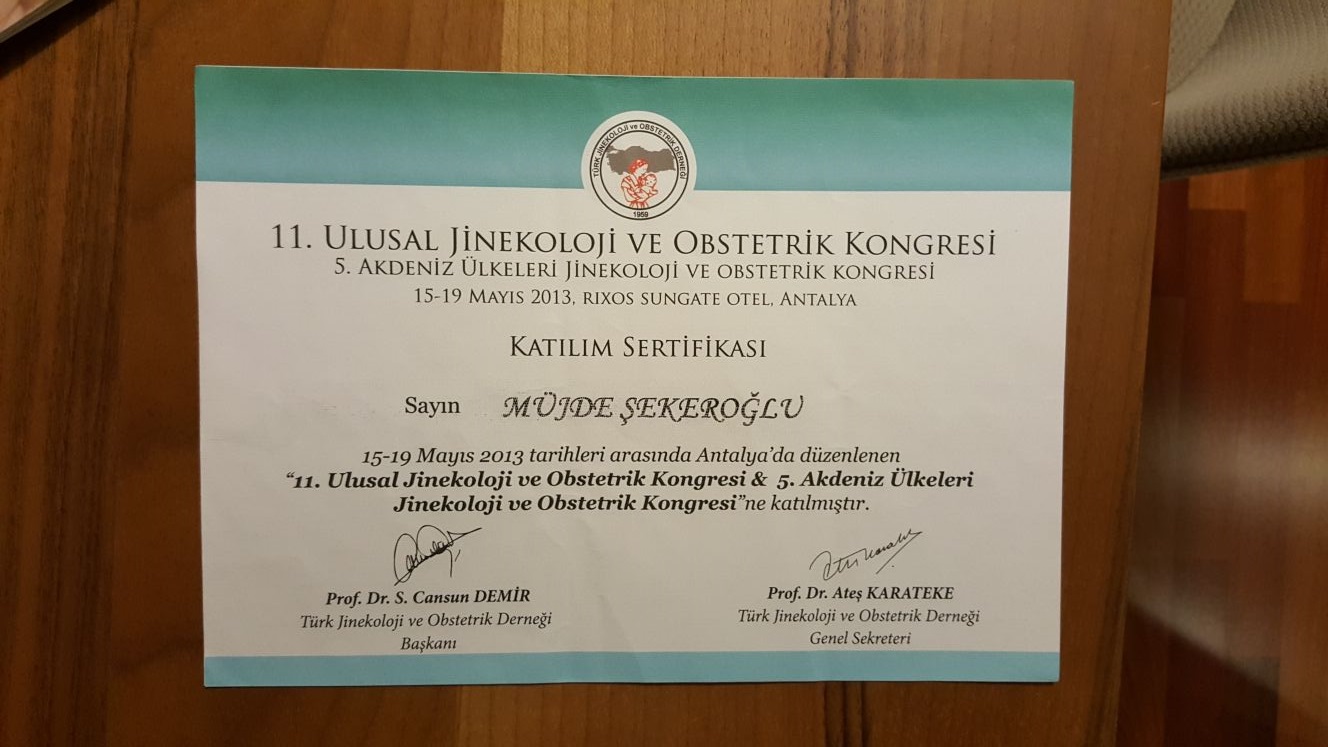 TÜRK JİNEKOLOJİ ve OBSTETRİK DERNEĞİ
1959
11. ULUSAL JİNEKOLOJİ VE OBSTETRİK KONGRESİ
5. AKDENİZ ÜLKELERİ JİNEKOLOJİ VE OBSTETRİK KONGRESİ
15-19 MAYIS 2013, RIXOS SUNGATE OTEL, ANTALYA
KATILIM SERTİFİKASI
Sayın MÜJDE ŞEKEROĞLU
15-19 Mayıs 2013 tarihleri arasında Antalya'da düzenlenen
"11. Ulusal Jinekoloji ve Obstetrik Kongresi & 5. Akdeniz Ülkeleri
Jinekoloji ve Obstetrik Kongresi"ne katılmıştır.
Prof. Dr. S. Cansun DEMİR
Türk Jinekoloji ve Obstetrik Derneği
Başkanı
Prof. Dr. Ateş KARATEKE
Türk Jinekoloji ve Obstetrik Derneği
Genel Sekreteri